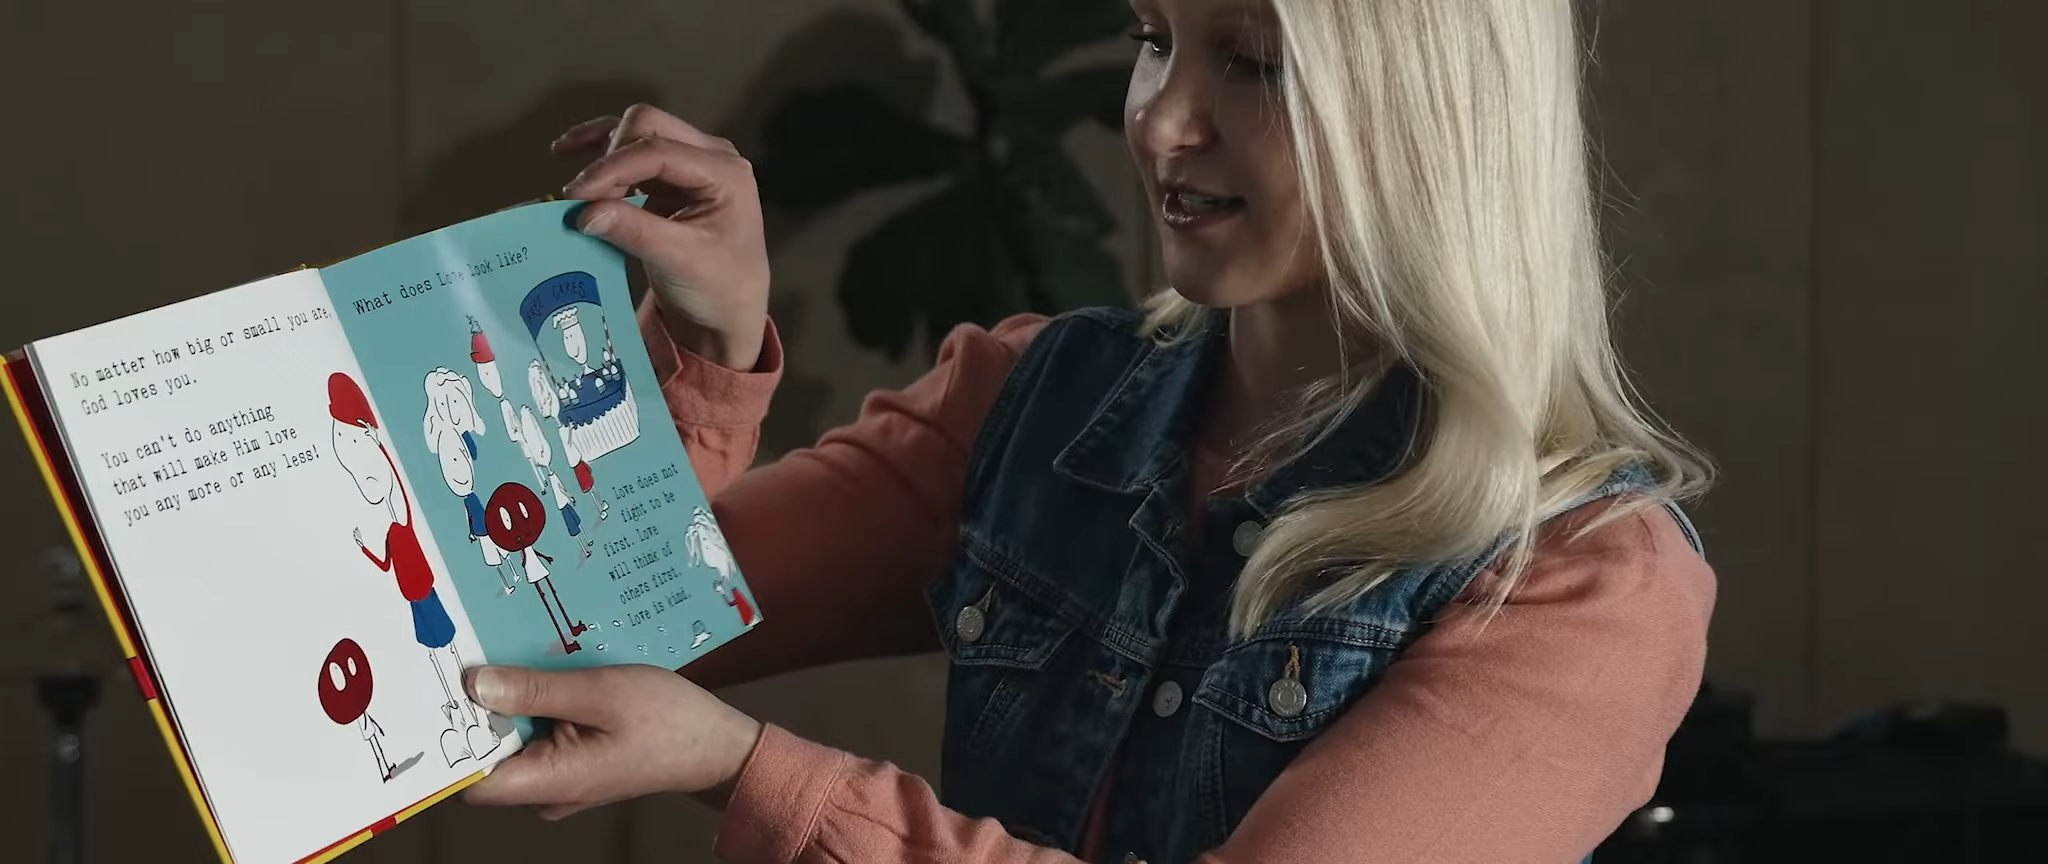 No matter how big or small you are,
God loves you.
You can't do anything
that will make Him love
you any more or any less!
What does Love look like?
CAKES
Love does not
fight to be
first. Love
will think of
others first.
Love is kind.